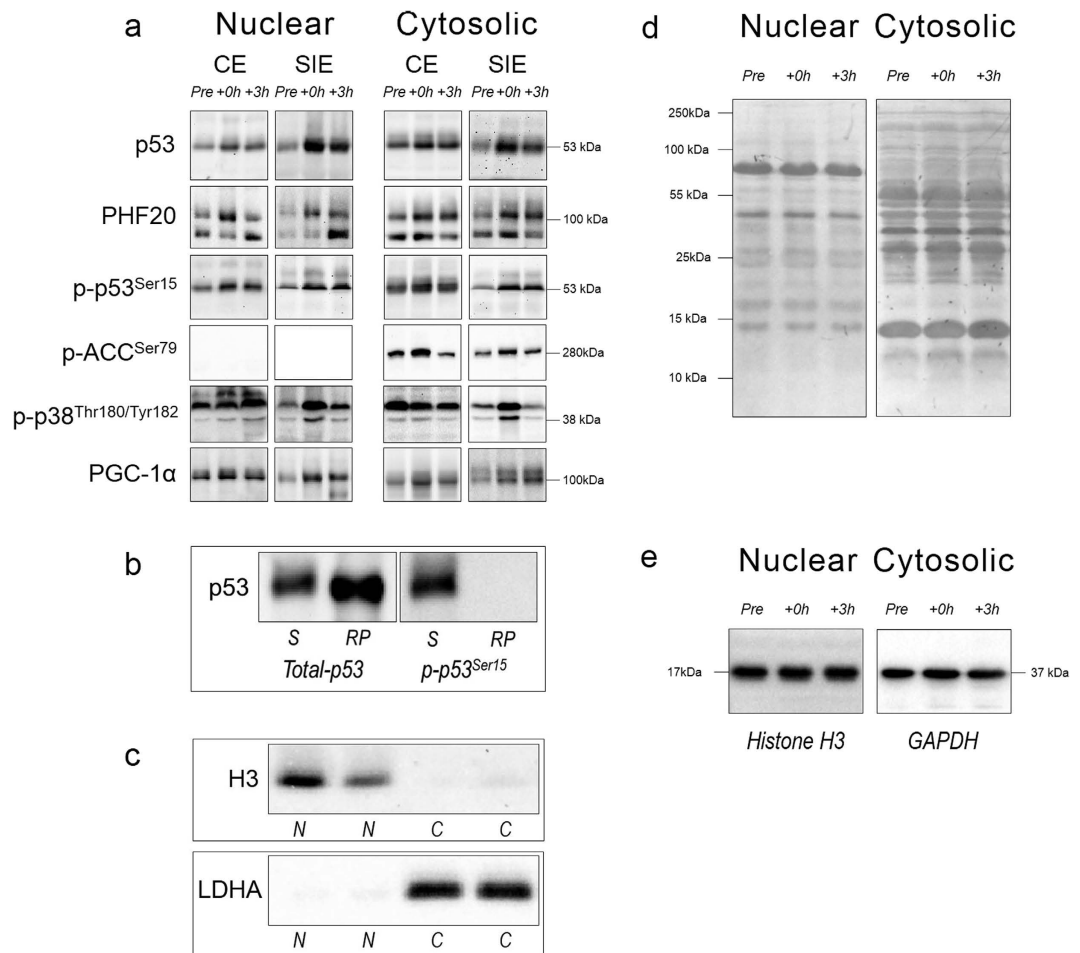 a
Nuclear
Cytosolic
CE
SIE
CE
SIE
Pre +0h +3h
Pre +0h +3h
Pre +0h +3h
Pre +0h +3h
p53
53 kDa
PHF20
100 kDa
p-p53Ser15
53 kDa
p-ACCSer79
280kDa
p-p38Thr180/Tyr182
38 kDa
PGC-1α
100kDa
b
p53
S RP
S RP
Total-p53
p-p53Ser15
c
H3
N N C C
LDHA
N N C C
d
Nuclear
Cytosolic
Pre +0h +3h
Pre +0h +3h
250kDa
100 kDa
55 kDa
25kDa
15 kDa
10 kDa
e
Nuclear
Cytosolic
Pre +0h +3h
Pre +0h +3h
17kDa
37 kDa
Histone H3
GAPDH